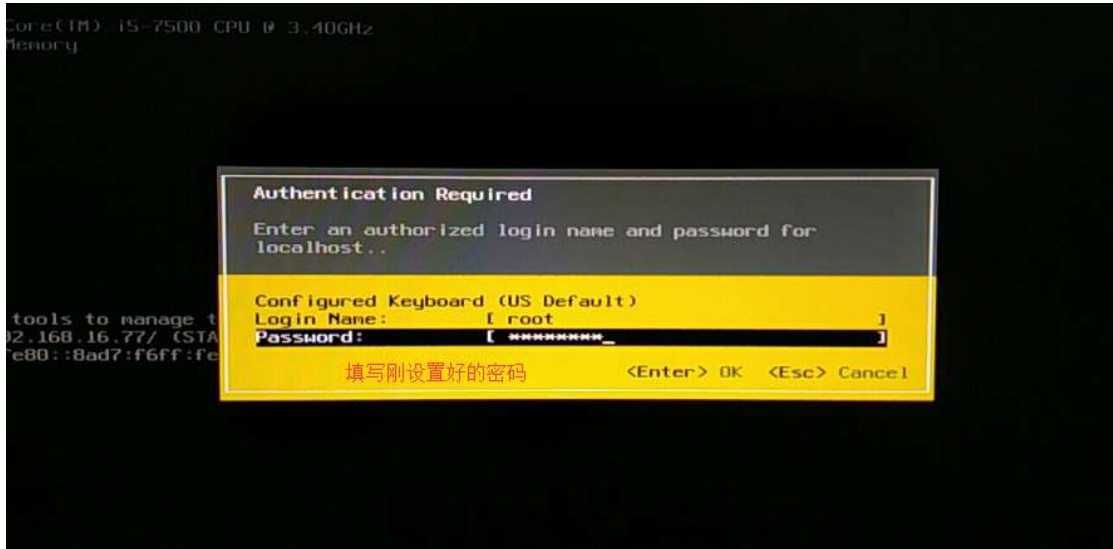 Core(TM) i5-7500 CPU @ 3.40GHz
Memory
Authentication Required
Enter an authorized login name and password for
localhost..
Configured Keyboard (US Default)
Login Name: [ root ]
Password: [ ********_ ]
tools to manage t
92.168.16.77/ (STA
e80::8ad7:f6ff:fe
填写刚设置好的密码
<Enter> OK <Esc> Cancel